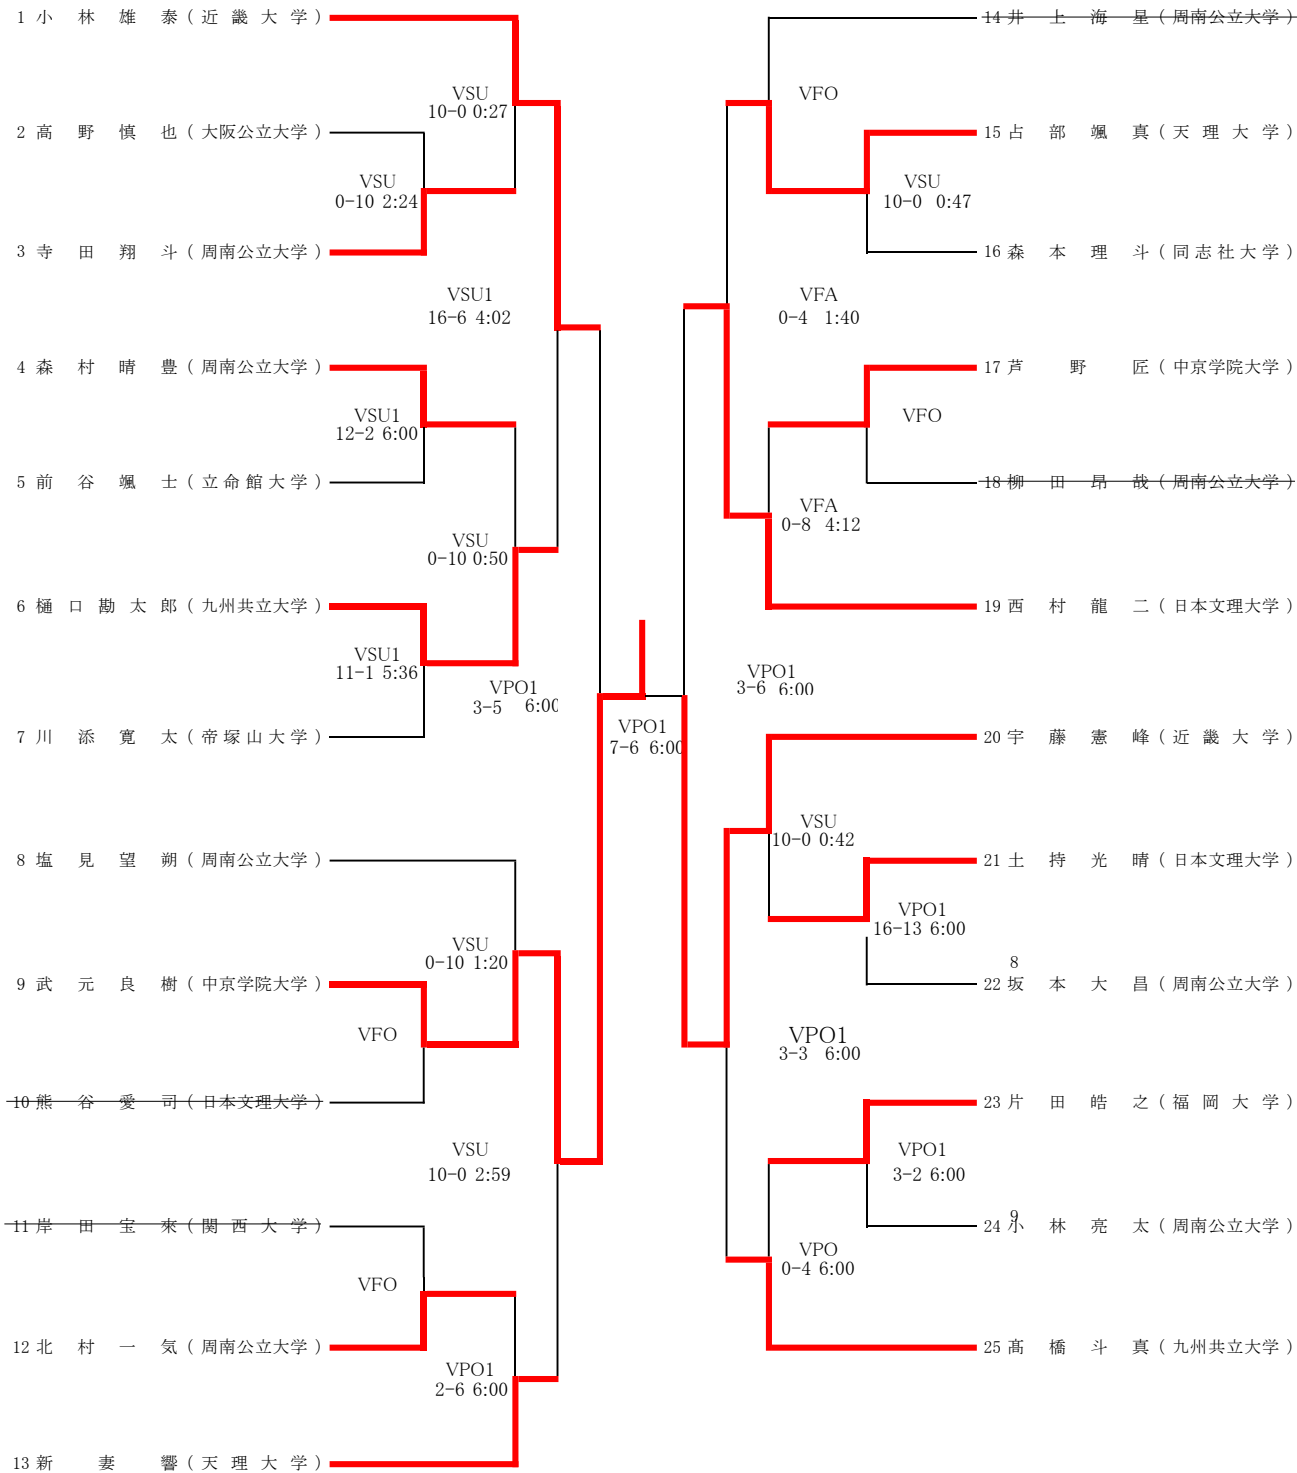 1 小林雄泰(近畿大学)
VSU
10-0 0:27
2 高野慎也(大阪公立大学)
VSU
0-10 2:24
3 寺田翔斗(周南公立大学)
VSU1
16-6 4:02
4 森村晴豊(周南公立大学)
VSU1
12-2 6:00
5 前谷颯士(立命館大学)
VSU
0-10 0:50
6 樋口勘太郎(九州共立大学)
VSU1
11-1 5:36
VPO1
3-5 6:00
7 川添寛太(帝塚山大学)
VPO1
7-6 6:00
8 塩見望朔(周南公立大学)
VSU
0-10 1:20
9 武元良樹(中京学院大学)
VFO
10 熊谷愛司(日本文理大学)
VSU
10-0 2:59
11 岸田宝來(関西大学)
VFO
12 北村一気(周南公立大学)
VPO1
2-6 6:00
13 新妻響(天理大学)
14 井上海星(周南公立大学)
VFO
15 占部颯真(天理大学)
VSU
10-0 0:47
16 森本理斗(同志社大学)
VFA
0-4 1:40
17 芦野匠(中京学院大学)
VFO
18 柳田昂哉(周南公立大学)
VFA
0-8 4:12
19 西村龍二(日本文理大学)
VPO1
3-6 6:00
20 宇藤憲峰(近畿大学)
VSU
10-0 0:42
21 土持光晴(日本文理大学)
VPO1
16-13 6:00
8
22 坂本大昌(周南公立大学)
VPO1
3-3 6:00
23 片田皓之(福岡大学)
VPO1
3-2 6:00
9
24 小林亮太(周南公立大学)
VPO
0-4 6:00
25 髙橋斗真(九州共立大学)